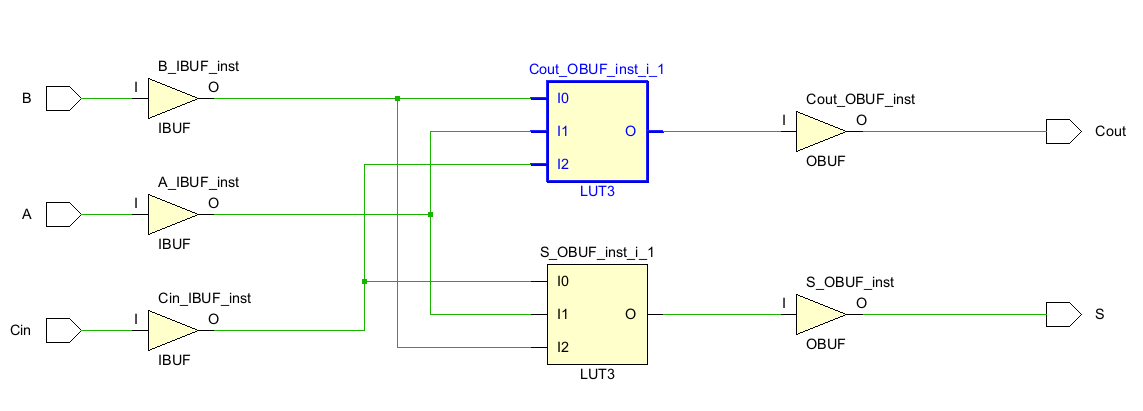 B_IBUF_inst
B
I
O
IBUF
A_IBUF_inst
A
I
O
IBUF
Cin_IBUF_inst
Cin
I
O
IBUF
Cout_OBUF_inst_i_1
I0
I1
I2
O
LUT3
S_OBUF_inst_i_1
I0
I1
I2
O
LUT3
Cout_OBUF_inst
I
O
OBUF
Cout
S_OBUF_inst
I
O
OBUF
S